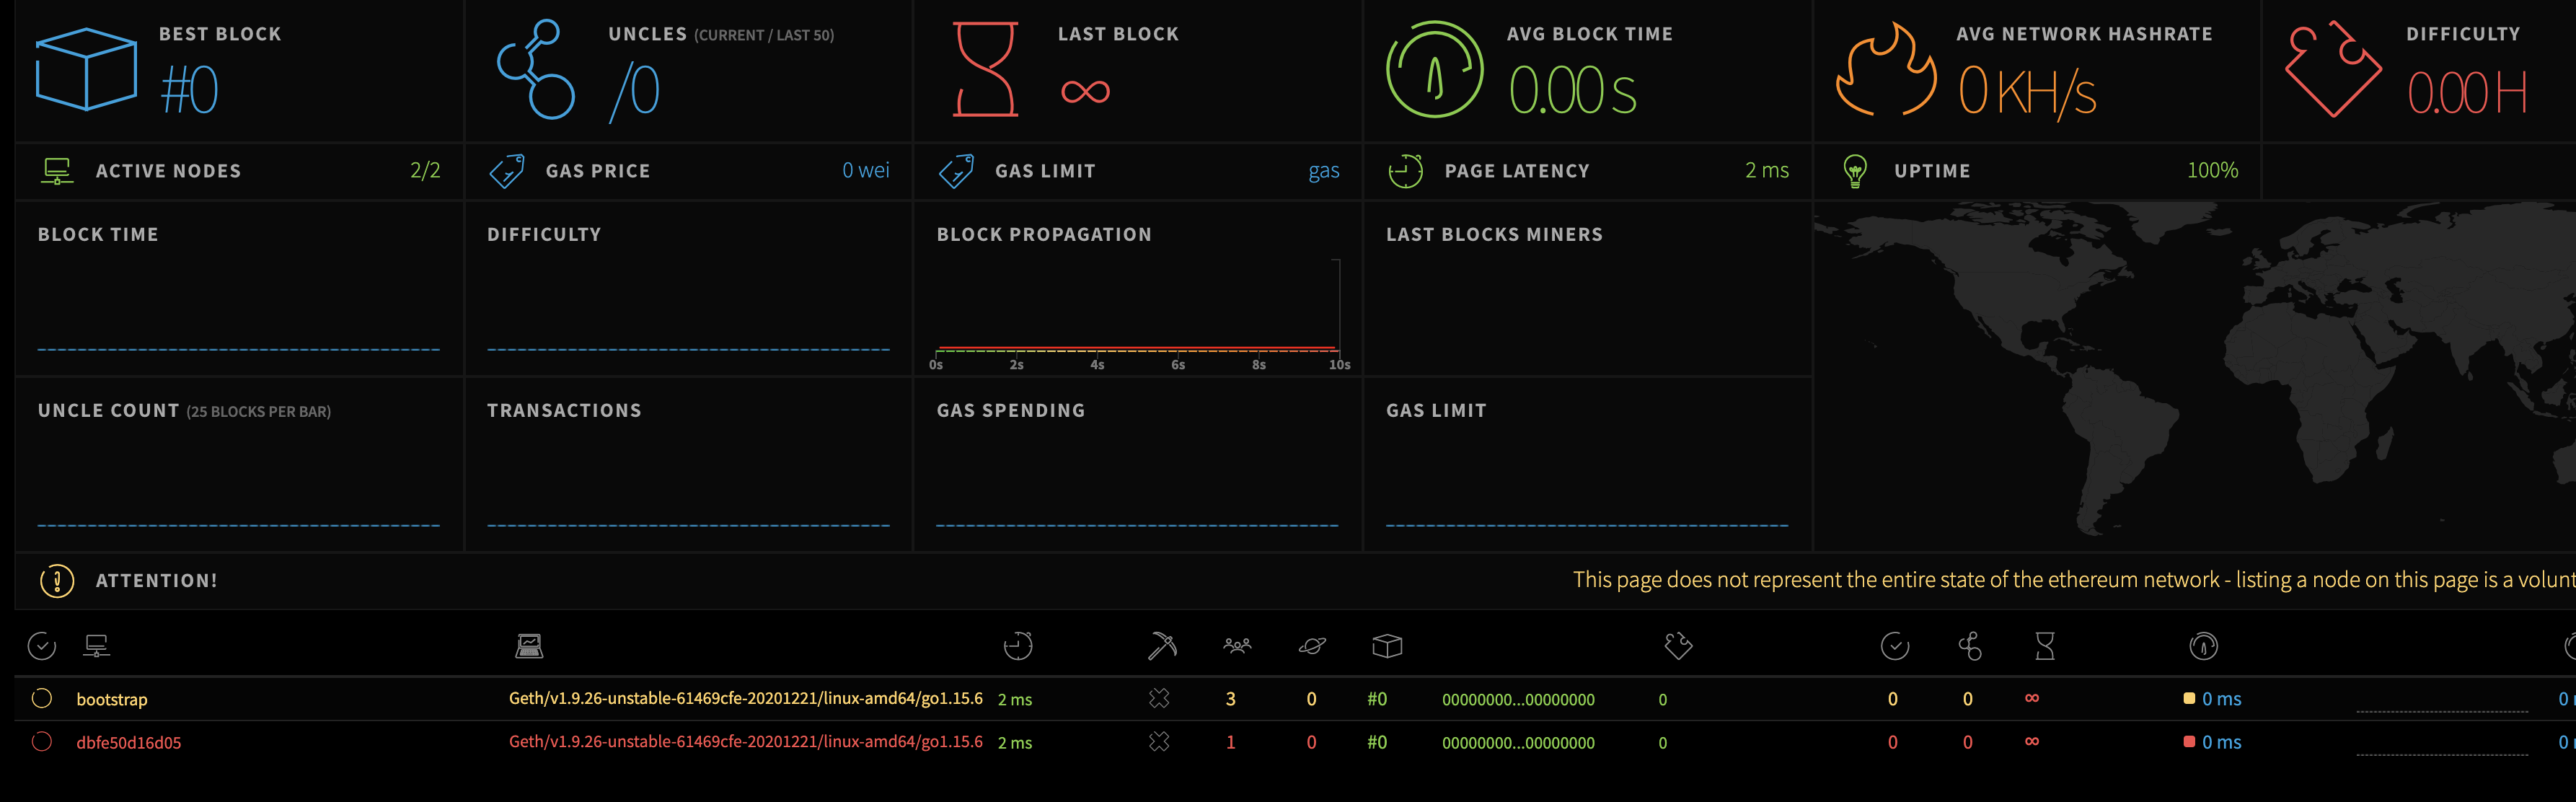 BEST BLOCK
#0
UNCLES (CURRENT / LAST 50)
/0
LAST BLOCK
∞
AVG BLOCK TIME
0.00 s
AVG NETWORK HASHRATE
0 KH/s
DIFFICULTY
0.00 H
ACTIVE NODES 2/2
GAS PRICE 0 wei
GAS LIMIT gas
PAGE LATENCY 2 ms
UPTIME 100%
BLOCK TIME
DIFFICULTY
BLOCK PROPAGATION
0s 2s 4s 6s 8s 10s
LAST BLOCKS MINERS
UNCLE COUNT (25 BLOCKS PER BAR)
TRANSACTIONS
GAS SPENDING
GAS LIMIT
ATTENTION!
This page does not represent the entire state of the ethereum network - listing a node on this page is a volunt
bootstrap Geth/v1.9.26-unstable-61469cfe-20201221/linux-amd64/go1.15.6 2 ms 3 0 #0 00000000...00000000 0 0 0 ∞ 0 ms 0
dbfe50d16d05 Geth/v1.9.26-unstable-61469cfe-20201221/linux-amd64/go1.15.6 2 ms 1 0 #0 00000000...00000000 0 0 0 ∞ 0 ms 0